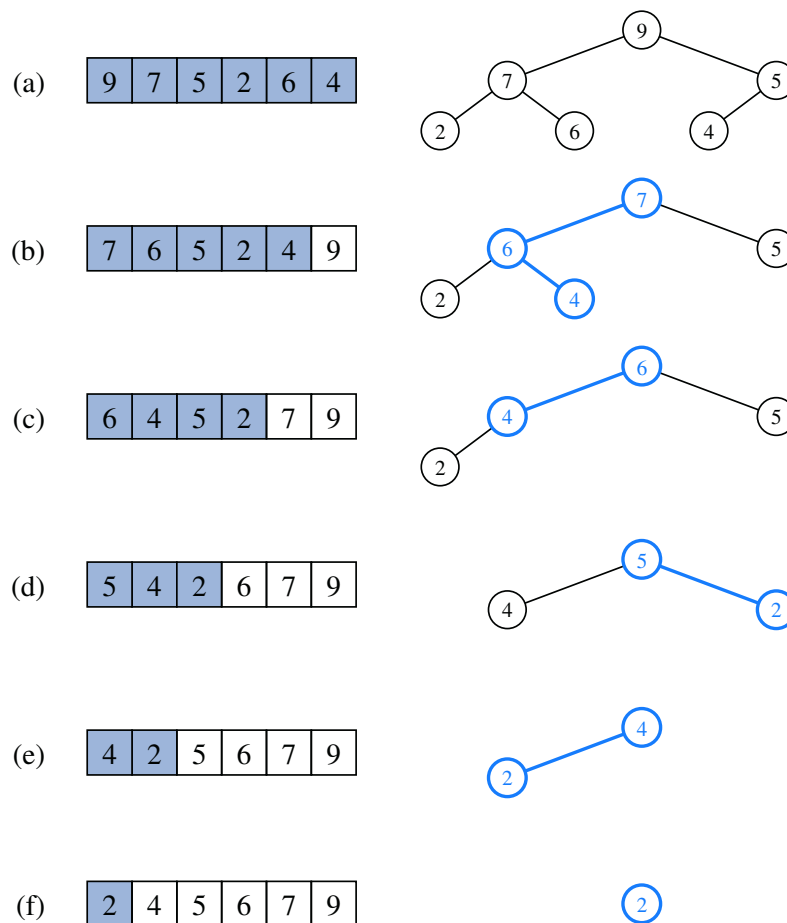 9
(a) 9 7 5 2 6 4
7 5
2 6 4
7
(b) 7 6 5 2 4 9
6 5
2 4
6
(c) 6 4 5 2 7 9
4 5
2
5
(d) 5 4 2 6 7 9
4 2
4
(e) 4 2 5 6 7 9
2
(f) 2 4 5 6 7 9
2